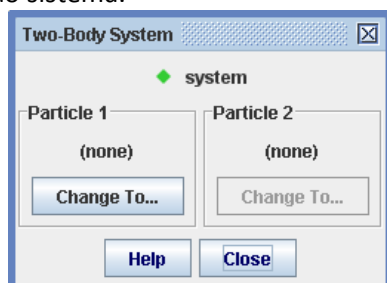 Two-Body System
system
Particle 1 Particle 2
(none) (none)
Change To... Change To...
Help Close